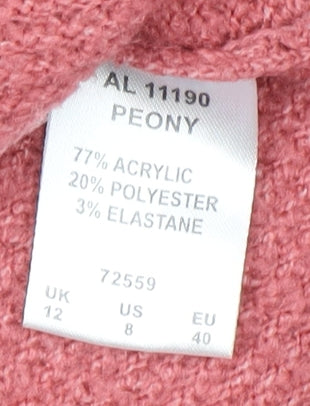 AL 11190
PEONY
77% ACRYLIC
20% POLYESTER
3% ELASTANE
72559
UK US EU
12 8 40